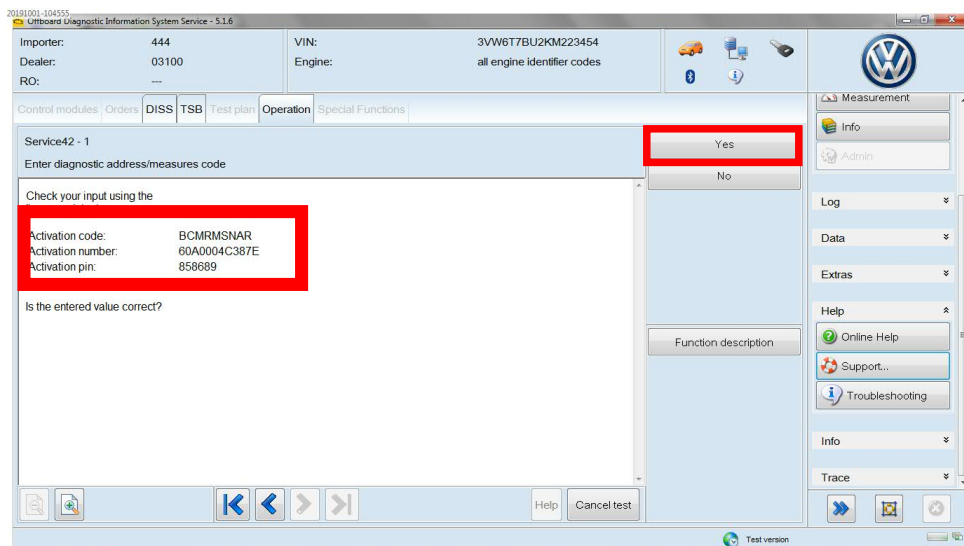 20191001-104555
Offboard Diagnostic Information System Service - 5.1.6
Importer: 444 VIN: 3VW6T7BU2KM223454
Dealer: 03100 Engine: all engine identifier codes
RO: ---
Control modules Orders DISS TSB Test plan Operation Special Functions
Service42 - 1
Enter diagnostic address/measures code
Check your input using the
Activation code: BCMRMSNAR
Activation number: 60A0004C387E
Activation pin: 858689
Is the entered value correct?
Yes
No
Function description
Help Cancel test
Measurement
Info
Admin
Log
Data
Extras
Help
Online Help
Support...
Troubleshooting
Info
Trace
Test version